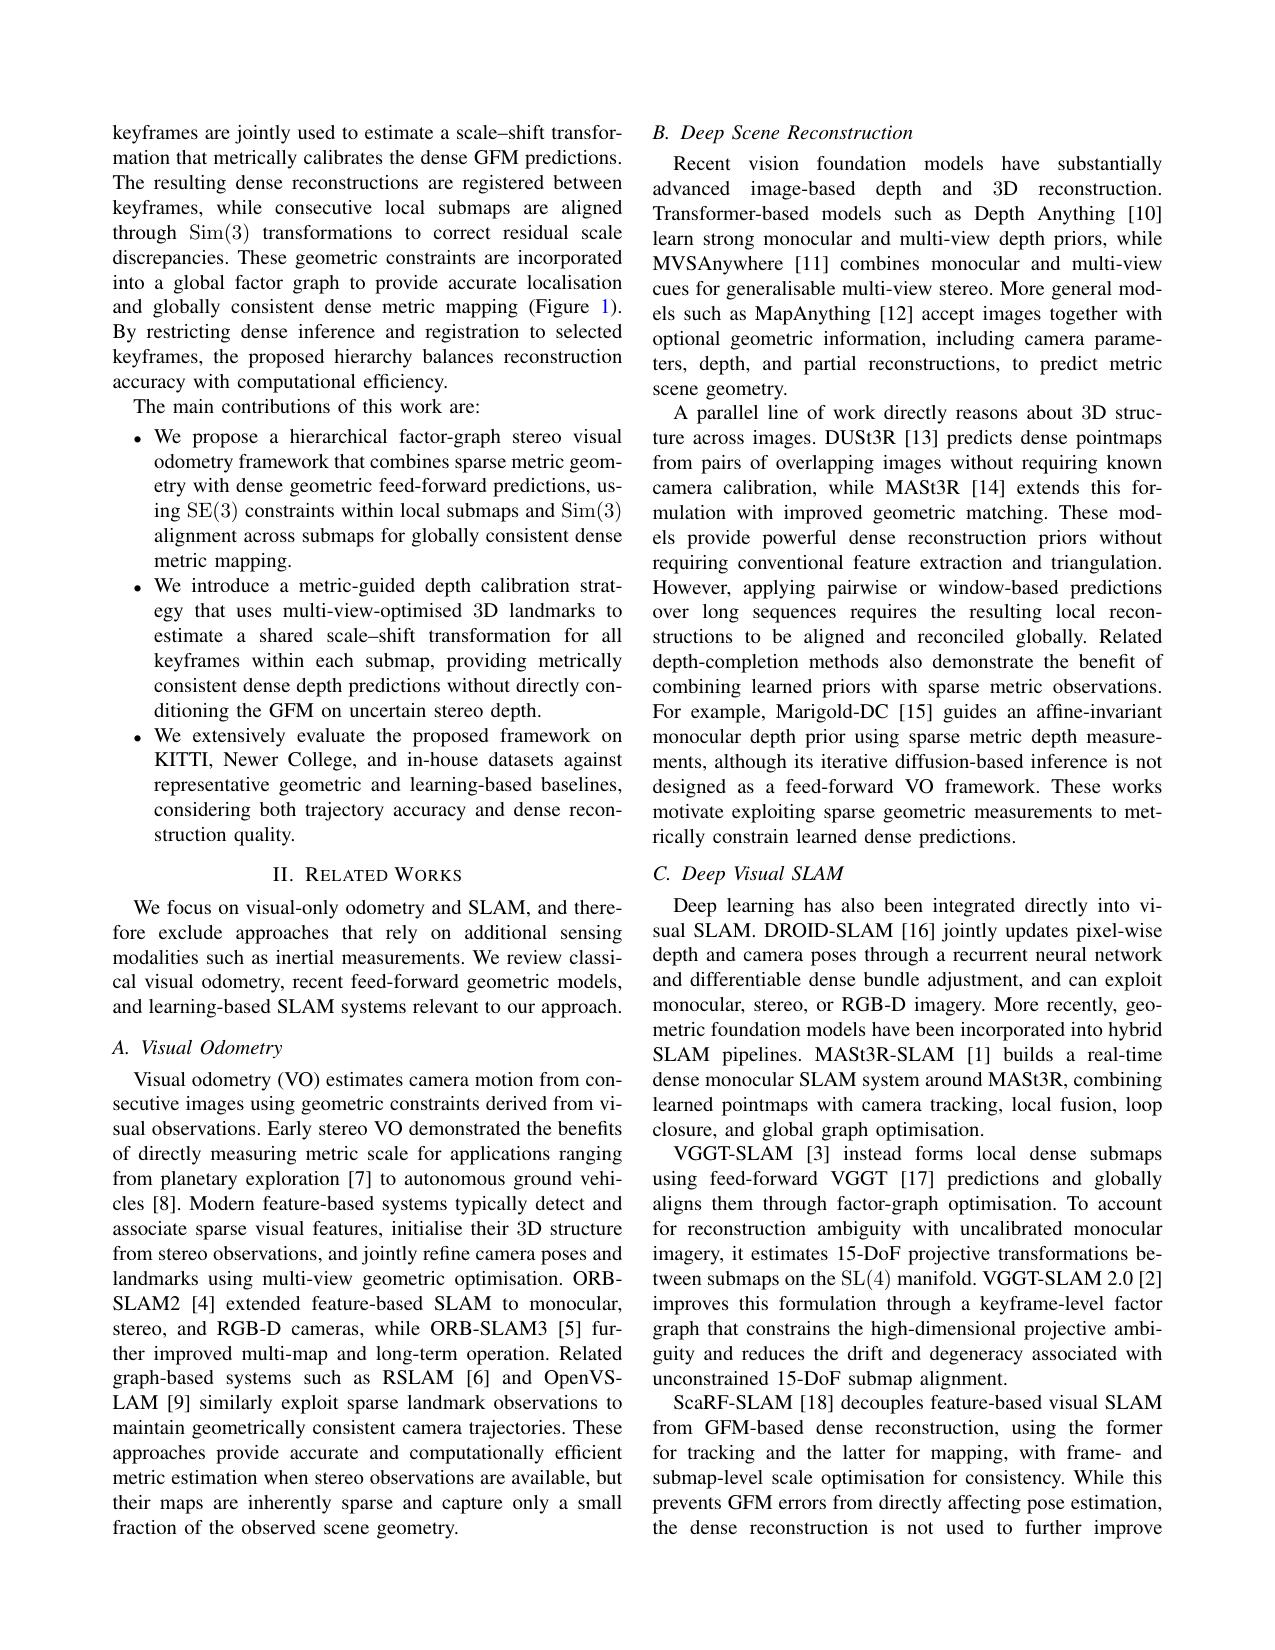 keyframes are jointly used to estimate a scale–shift transfor-
mation that metrically calibrates the dense GFM predictions.
The resulting dense reconstructions are registered between
keyframes, while consecutive local submaps are aligned
through Sim(3) transformations to correct residual scale
discrepancies. These geometric constraints are incorporated
into a global factor graph to provide accurate localisation
and globally consistent dense metric mapping (Figure 1).
By restricting dense inference and registration to selected
keyframes, the proposed hierarchy balances reconstruction
accuracy with computational efficiency.
The main contributions of this work are:
• We propose a hierarchical factor-graph stereo visual
odometry framework that combines sparse metric geom-
etry with dense geometric feed-forward predictions, us-
ing SE(3) constraints within local submaps and Sim(3)
alignment across submaps for globally consistent dense
metric mapping.
• We introduce a metric-guided depth calibration strat-
egy that uses multi-view-optimised 3D landmarks to
estimate a shared scale–shift transformation for all
keyframes within each submap, providing metrically
consistent dense depth predictions without directly con-
ditioning the GFM on uncertain stereo depth.
• We extensively evaluate the proposed framework on
KITTI, Newer College, and in-house datasets against
representative geometric and learning-based baselines,
considering both trajectory accuracy and dense recon-
struction quality.
II. RELATED WORKS
We focus on visual-only odometry and SLAM, and there-
fore exclude approaches that rely on additional sensing
modalities such as inertial measurements. We review classi-
cal visual odometry, recent feed-forward geometric models,
and learning-based SLAM systems relevant to our approach.
A. Visual Odometry
Visual odometry (VO) estimates camera motion from con-
secutive images using geometric constraints derived from vi-
sual observations. Early stereo VO demonstrated the benefits
of directly measuring metric scale for applications ranging
from planetary exploration [7] to autonomous ground vehi-
cles [8]. Modern feature-based systems typically detect and
associate sparse visual features, initialise their 3D structure
from stereo observations, and jointly refine camera poses and
landmarks using multi-view geometric optimisation. ORB-
SLAM2 [4] extended feature-based SLAM to monocular,
stereo, and RGB-D cameras, while ORB-SLAM3 [5] fur-
ther improved multi-map and long-term operation. Related
graph-based systems such as RSLAM [6] and OpenVS-
LAM [9] similarly exploit sparse landmark observations to
maintain geometrically consistent camera trajectories. These
approaches provide accurate and computationally efficient
metric estimation when stereo observations are available, but
their maps are inherently sparse and capture only a small
fraction of the observed scene geometry.
B. Deep Scene Reconstruction
Recent vision foundation models have substantially
advanced image-based depth and 3D reconstruction.
Transformer-based models such as Depth Anything [10]
learn strong monocular and multi-view depth priors, while
MVSAnywhere [11] combines monocular and multi-view
cues for generalisable multi-view stereo. More general mod-
els such as MapAnything [12] accept images together with
optional geometric information, including camera parame-
ters, depth, and partial reconstructions, to predict metric
scene geometry.
A parallel line of work directly reasons about 3D struc-
ture across images. DUSt3R [13] predicts dense pointmaps
from pairs of overlapping images without requiring known
camera calibration, while MASt3R [14] extends this for-
mulation with improved geometric matching. These mod-
els provide powerful dense reconstruction priors without
requiring conventional feature extraction and triangulation.
However, applying pairwise or window-based predictions
over long sequences requires the resulting local recon-
structions to be aligned and reconciled globally. Related
depth-completion methods also demonstrate the benefit of
combining learned priors with sparse metric observations.
For example, Marigold-DC [15] guides an affine-invariant
monocular depth prior using sparse metric depth measure-
ments, although its iterative diffusion-based inference is not
designed as a feed-forward VO framework. These works
motivate exploiting sparse geometric measurements to met-
rically constrain learned dense predictions.
C. Deep Visual SLAM
Deep learning has also been integrated directly into vi-
sual SLAM. DROID-SLAM [16] jointly updates pixel-wise
depth and camera poses through a recurrent neural network
and differentiable dense bundle adjustment, and can exploit
monocular, stereo, or RGB-D imagery. More recently, geo-
metric foundation models have been incorporated into hybrid
SLAM pipelines. MASt3R-SLAM [1] builds a real-time
dense monocular SLAM system around MASt3R, combining
learned pointmaps with camera tracking, local fusion, loop
closure, and global graph optimisation.
VGGT-SLAM [3] instead forms local dense submaps
using feed-forward VGGT [17] predictions and globally
aligns them through factor-graph optimisation. To account
for reconstruction ambiguity with uncalibrated monocular
imagery, it estimates 15-DoF projective transformations be-
tween submaps on the SL(4) manifold. VGGT-SLAM 2.0 [2]
improves this formulation through a keyframe-level factor
graph that constrains the high-dimensional projective ambi-
guity and reduces the drift and degeneracy associated with
unconstrained 15-DoF submap alignment.
ScaRF-SLAM [18] decouples feature-based visual SLAM
from GFM-based dense reconstruction, using the former
for tracking and the latter for mapping, with frame- and
submap-level scale optimisation for consistency. While this
prevents GFM errors from directly affecting pose estimation,
the dense reconstruction is not used to further improve